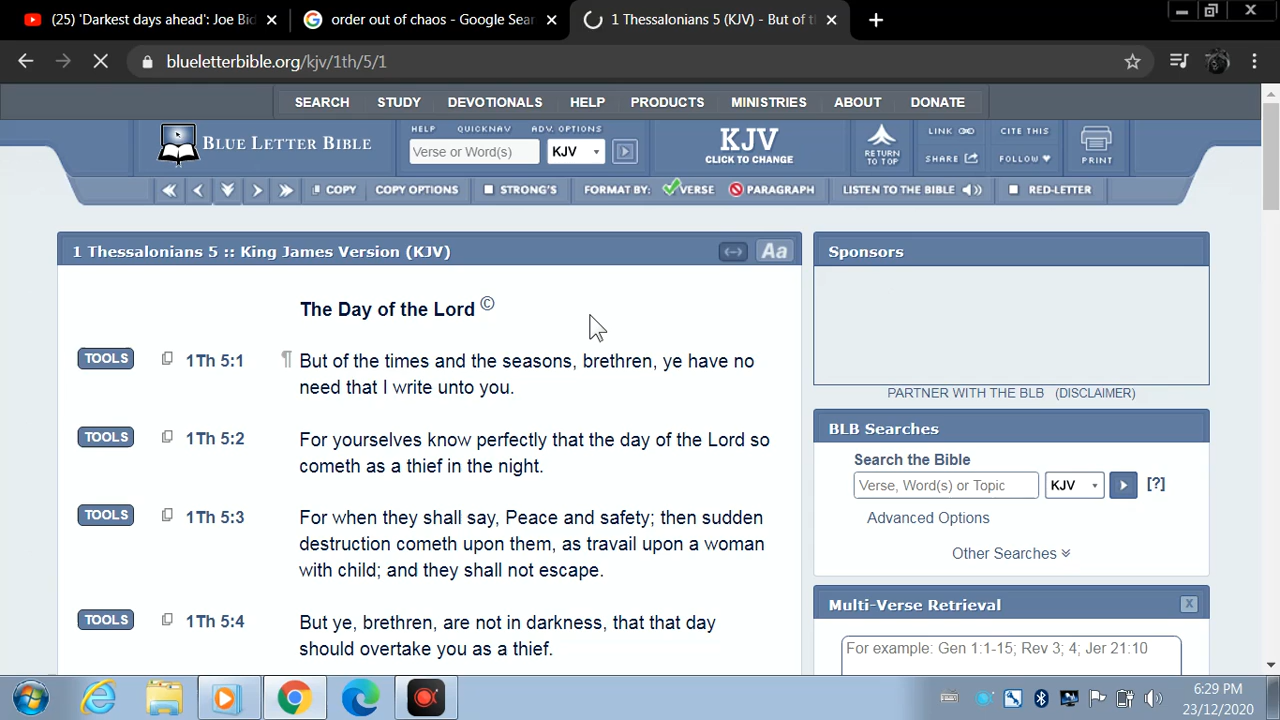 (25) 'Darkest days ahead': Joe Bid
order out of chaos - Google Sear
1 Thessalonians 5 (KJV) - But of t
blueletterbible.org/kjv/1th/5/1
SEARCH STUDY DEVOTIONALS HELP PRODUCTS MINISTRIES ABOUT DONATE
BLUE LETTER BIBLE
HELP QUICKNAV ADV. OPTIONS
Verse or Word(s) KJV
KJV
CLICK TO CHANGE
RETURN
TO TOP
LINK
SHARE
CITE THIS
FOLLOW
PRINT
COPY COPY OPTIONS STRONG'S FORMAT BY: VERSE PARAGRAPH LISTEN TO THE BIBLE RED-LETTER
1 Thessalonians 5 :: King James Version (KJV)
Aa
The Day of the Lord ©
TOOLS 1Th 5:1 ¶ But of the times and the seasons, brethren, ye have no
need that I write unto you.
TOOLS 1Th 5:2 For yourselves know perfectly that the day of the Lord so
cometh as a thief in the night.
TOOLS 1Th 5:3 For when they shall say, Peace and safety; then sudden
destruction cometh upon them, as travail upon a woman
with child; and they shall not escape.
TOOLS 1Th 5:4 But ye, brethren, are not in darkness, that that day
should overtake you as a thief.
Sponsors
PARTNER WITH THE BLB (DISCLAIMER)
BLB Searches
Search the Bible
Verse, Word(s) or Topic KJV [?]
Advanced Options
Other Searches
Multi-Verse Retrieval X
For example: Gen 1:1-15; Rev 3; 4; Jer 21:10
6:29 PM
23/12/2020